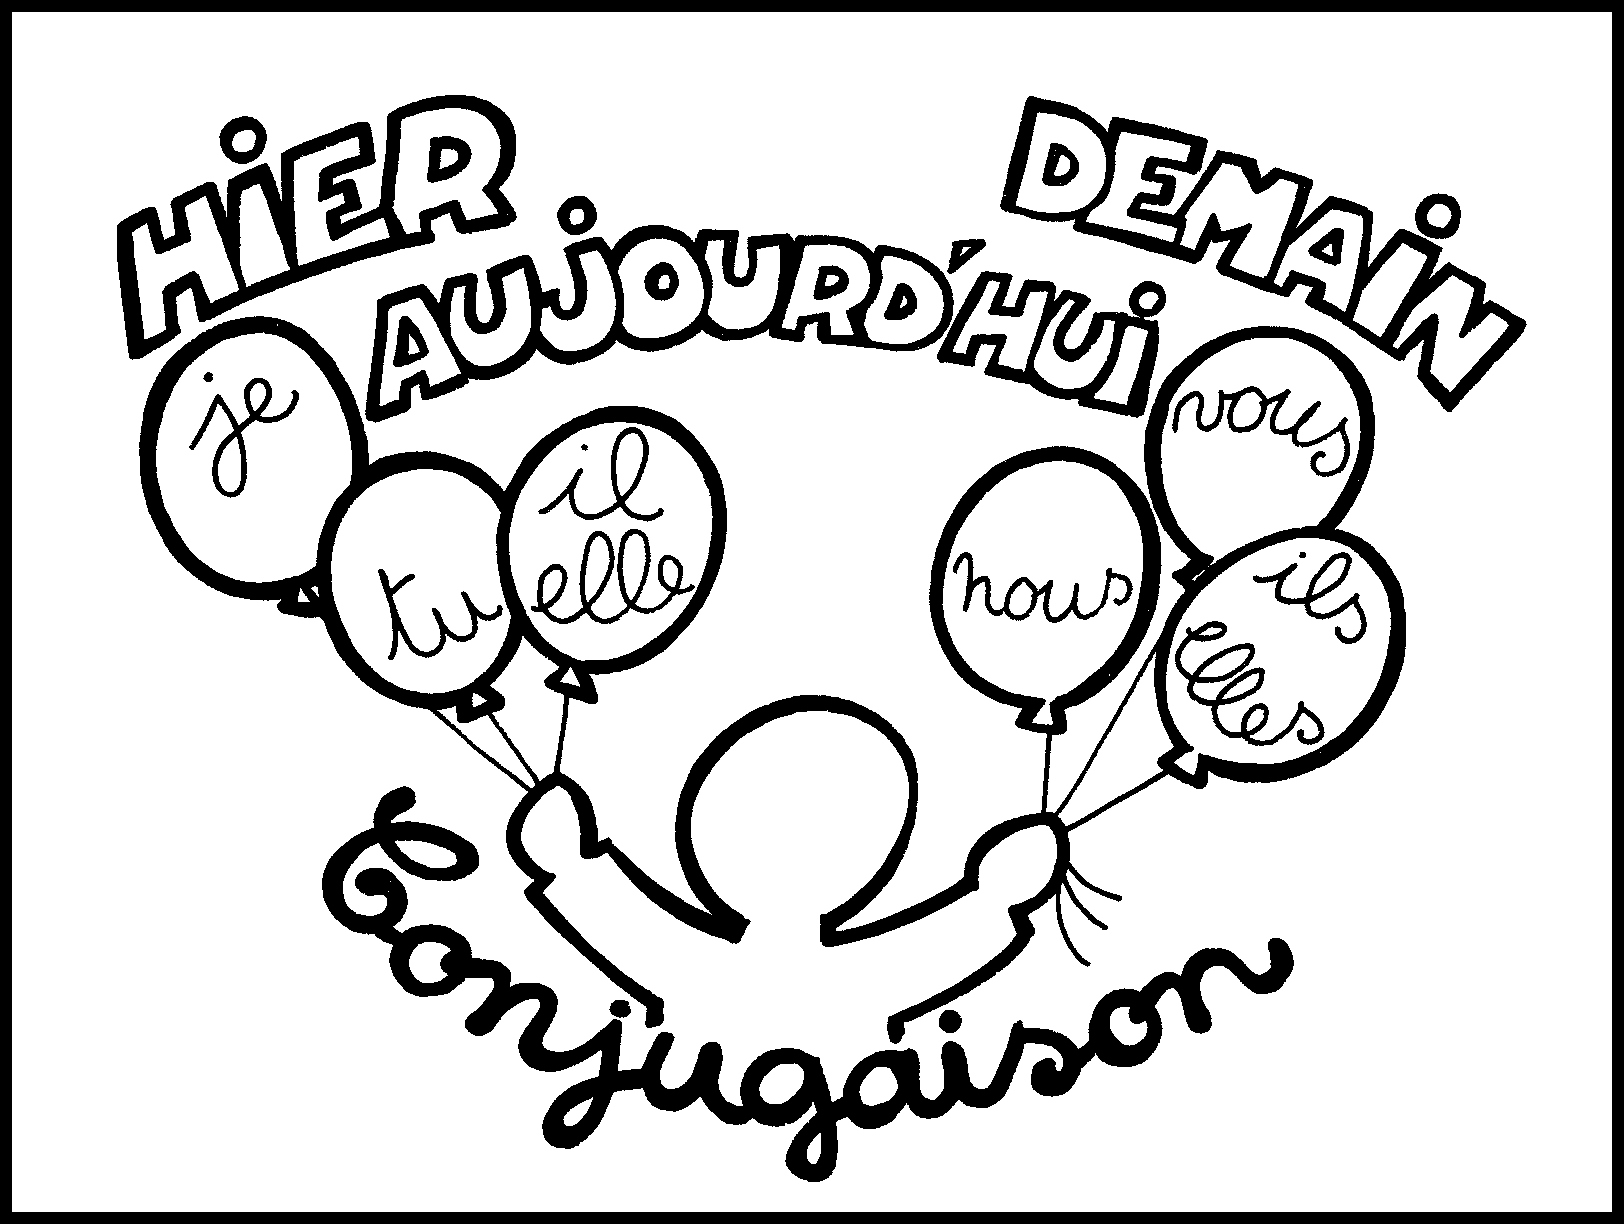 HiER
AUJOURD'HUi
DEMAiN
je
tu
il
elle
nous
vous
ils
elles
Conjugaison